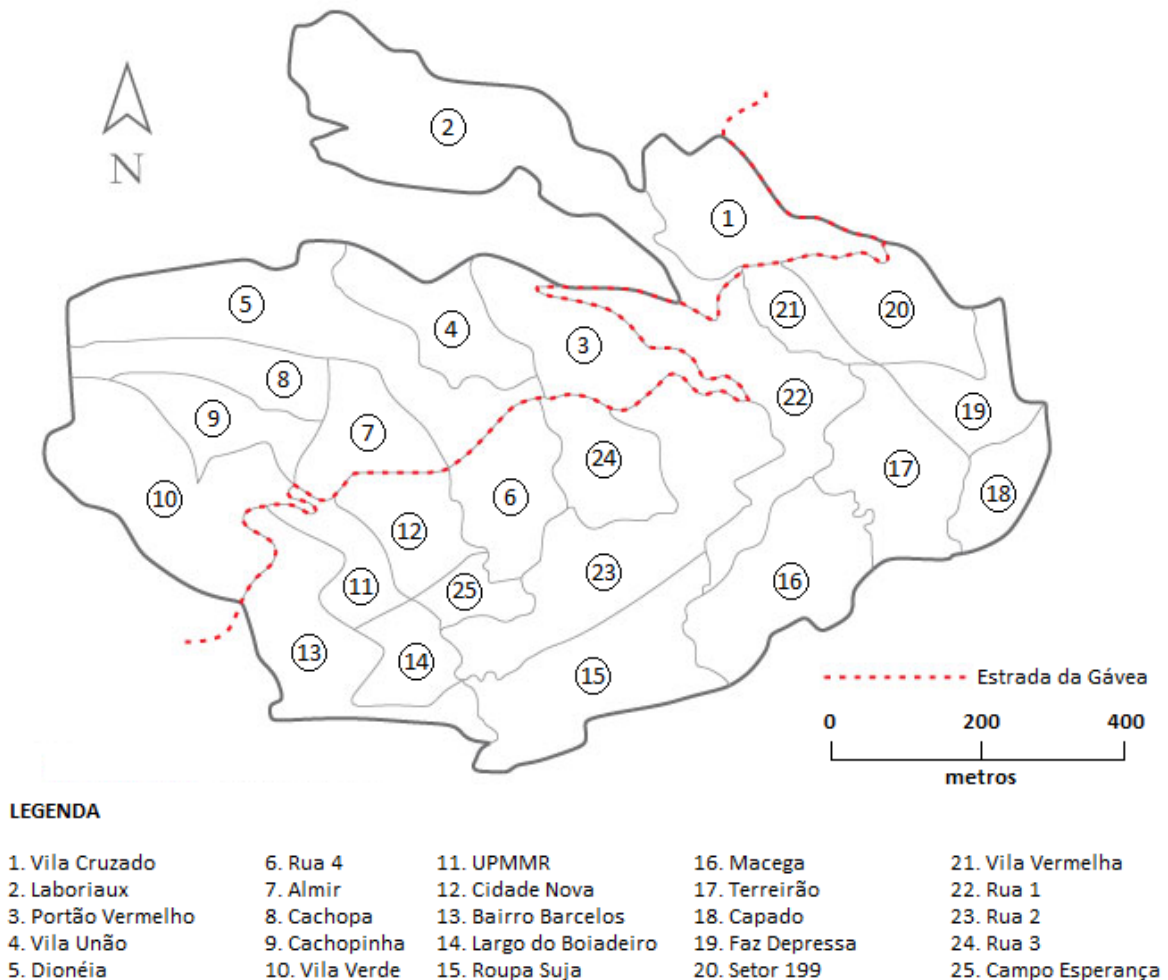 2
N
1
5
4
3
21
20
8
22
9
7
19
24
17
10
6
18
12
11
25
23
16
13
14
15
Estrada da Gávea
0 200 400
metros
LEGENDA
1. Vila Cruzado 6. Rua 4 11. UPMMR 16. Macega 21. Vila Vermelha
2. Laboriaux 7. Almir 12. Cidade Nova 17. Terreirão 22. Rua 1
3. Portão Vermelho 8. Cachopa 13. Bairro Barcelos 18. Capado 23. Rua 2
4. Vila Unão 9. Cachopinha 14. Largo do Boiadeiro 19. Faz Depressa 24. Rua 3
5. Dionéia 10. Vila Verde 15. Roupa Suja 20. Setor 199 25. Campo Esperança